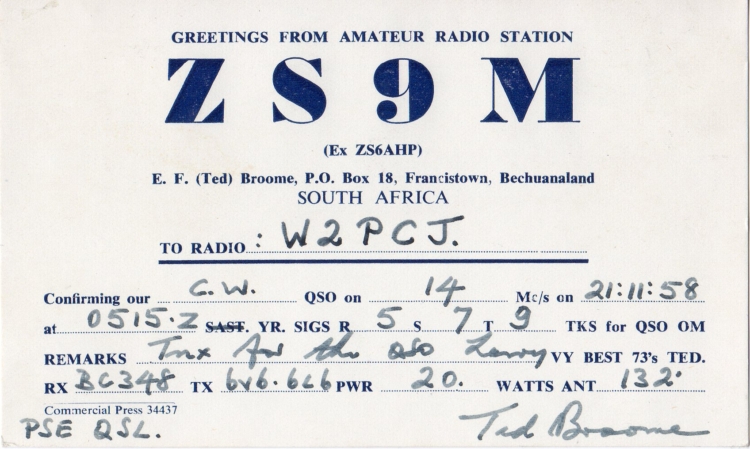 GREETINGS FROM AMATEUR RADIO STATION
ZS9M
(Ex ZS6AHP)
E. F. (Ted) Broome, P.O. Box 18, Francistown, Bechuanaland
SOUTH AFRICA
TO RADIO : W2PCJ.
Confirming our C.W. QSO on 14 Mc/s on 21:11:58
at 0515.Z SAST. YR. SIGS R 5 S 7 T 9 TKS for QSO OM
REMARKS Tnx for the QSO Larry VY BEST 73's TED.
RX BC348 TX 6V6.6L6 PWR 20. WATTS ANT 132'
Commercial Press 34437
PSE QSL. Ted Broome